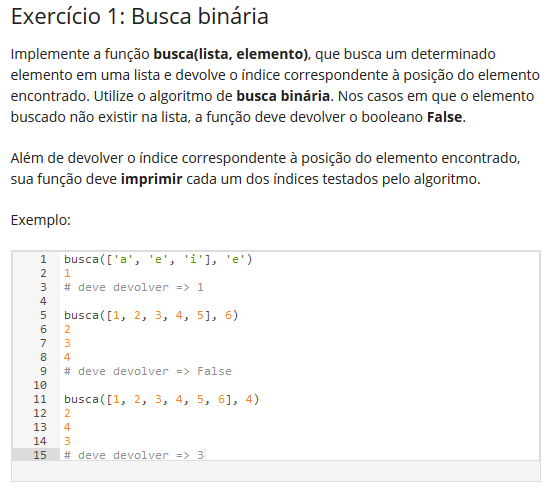 Exercício 1: Busca binária
Implemente a função busca(lista, elemento), que busca um determinado
elemento em uma lista e devolve o índice correspondente à posição do elemento
encontrado. Utilize o algoritmo de busca binária. Nos casos em que o elemento
buscado não existir na lista, a função deve devolver o booleano False.
Além de devolver o índice correspondente à posição do elemento encontrado,
sua função deve imprimir cada um dos índices testados pelo algoritmo.
Exemplo:
1 busca(['a', 'e', 'i'], 'e')
2 1
3 # deve devolver => 1
4
5 busca([1, 2, 3, 4, 5], 6)
6 2
7 3
8 4
9 # deve devolver => False
10
11 busca([1, 2, 3, 4, 5, 6], 4)
12 2
13 4
14 3
15 # deve devolver => 3